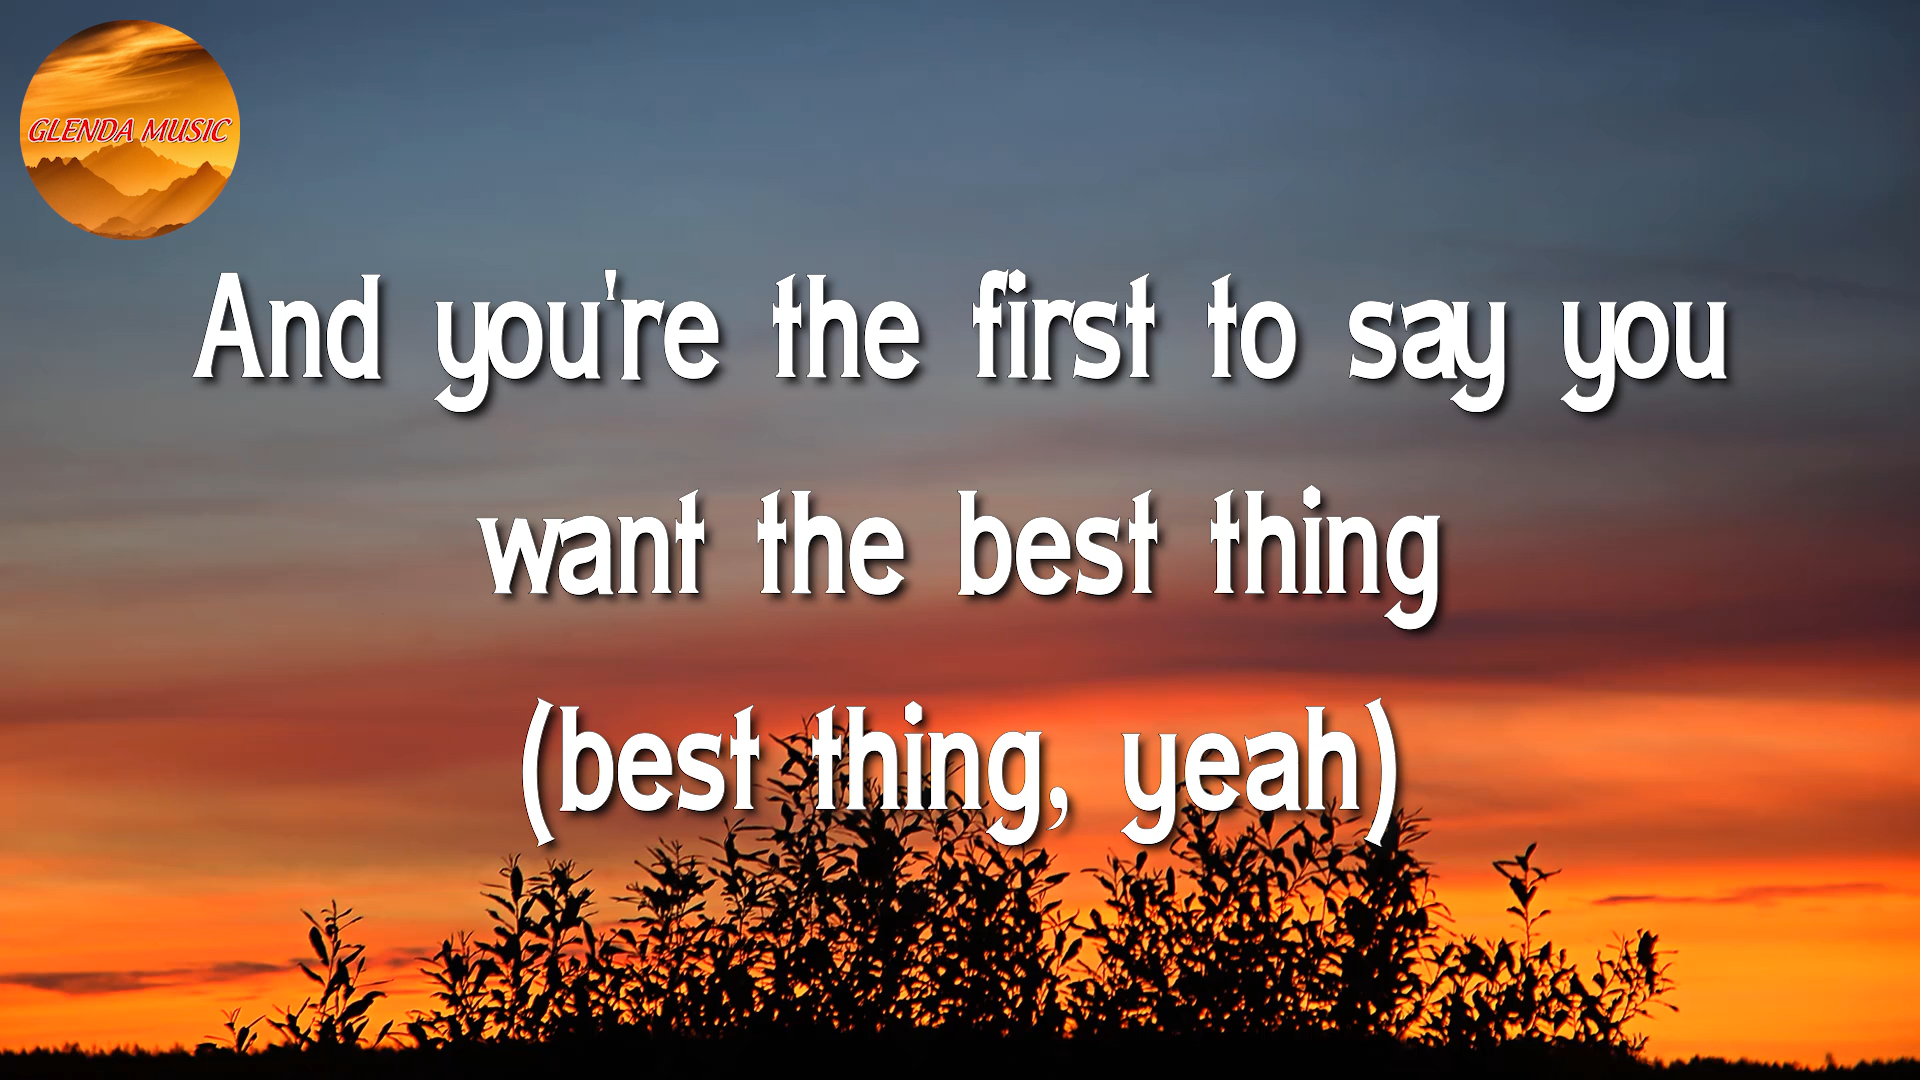 GLENDA MUSIC
And you're the first to say you
want the best thing
(best thing, yeah)